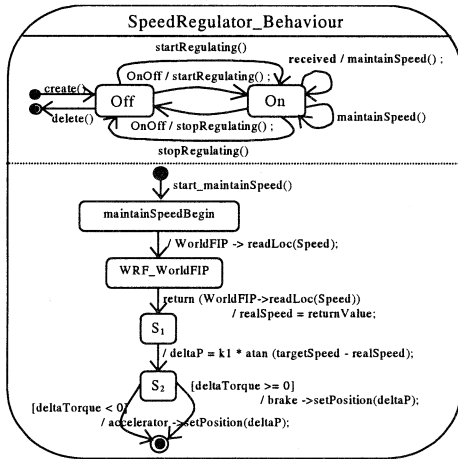 SpeedRegulator_Behaviour
startRegulating()
received / maintainSpeed() ;
create()
OnOff / startRegulating() ;
Off
On
delete()
OnOff / stopRegulating() ;
maintainSpeed()
stopRegulating()
start_maintainSpeed()
maintainSpeedBegin
/ WorldFIP -> readLoc(Speed);
WRF_WorldFIP
return (WorldFIP->readLoc(Speed))
/ realSpeed = returnValue;
S1
/ deltaP = k1 * atan (targetSpeed - realSpeed);
S2
[deltaTorque >= 0]
/ brake ->setPosition(deltaP);
[deltaTorque < 0]
/ accelerator ->setPosition(deltaP);